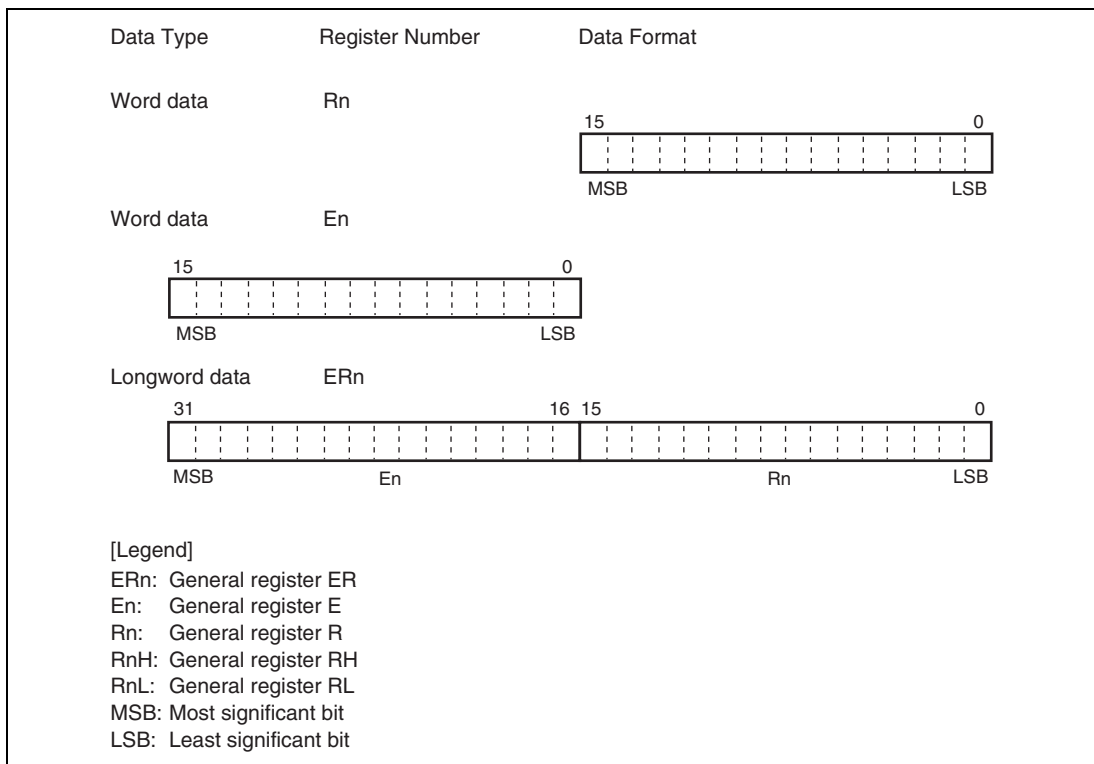 Data Type Register Number Data Format
Word data Rn
15 0
MSB LSB
Word data En
15 0
MSB LSB
Longword data ERn
31 16 15 0
MSB En Rn LSB
[Legend]
ERn: General register ER
En: General register E
Rn: General register R
RnH: General register RH
RnL: General register RL
MSB: Most significant bit
LSB: Least significant bit